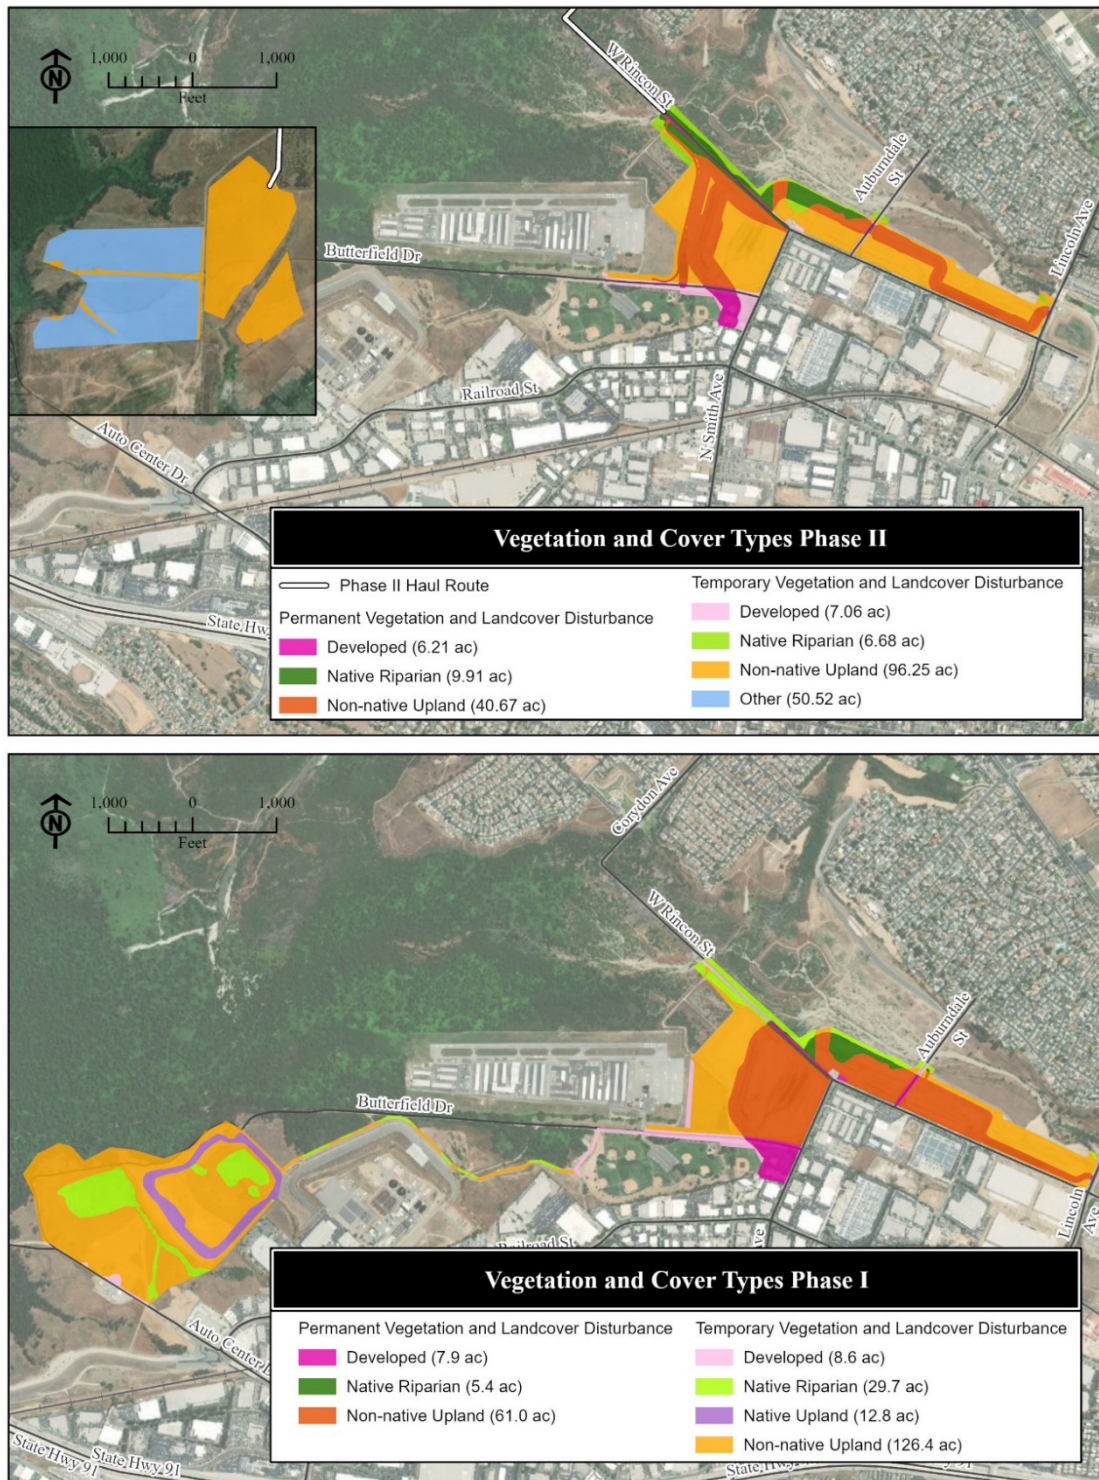 W Rincon St
1,000 0 1,000
N
Feet
Auburndale
St
Lincoln Ave
Butterfield Dr
Railroad St
N Smith Ave
Auto Center Dr
State Hwy
Vegetation and Cover Types Phase II
Phase II Haul Route
Permanent Vegetation and Landcover Disturbance
Developed (6.21 ac)
Native Riparian (9.91 ac)
Non-native Upland (40.67 ac)
Temporary Vegetation and Landcover Disturbance
Developed (7.06 ac)
Native Riparian (6.68 ac)
Non-native Upland (96.25 ac)
Other (50.52 ac)
1,000 0 1,000
N
Feet
Corydon Ave
W Rincon St
Auburndale
St
Butterfield Dr
Lincoln
Ave
Railroad St
Ave
Auto Center
Vegetation and Cover Types Phase I
Permanent Vegetation and Landcover Disturbance
Developed (7.9 ac)
Native Riparian (5.4 ac)
Non-native Upland (61.0 ac)
Temporary Vegetation and Landcover Disturbance
Developed (8.6 ac)
Native Riparian (29.7 ac)
Native Upland (12.8 ac)
Non-native Upland (126.4 ac)
State Hwy 91
State Hwy 91